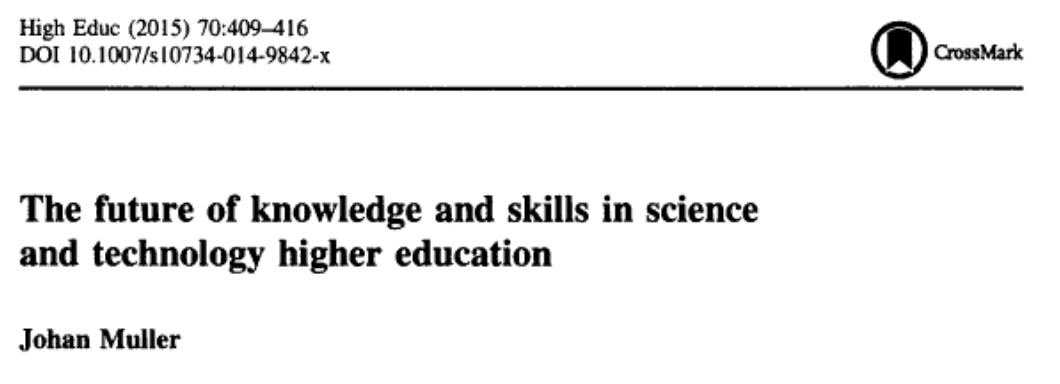 High Educ (2015) 70:409–416
DOI 10.1007/s10734-014-9842-x
CrossMark
The future of knowledge and skills in science
and technology higher education
Johan Muller